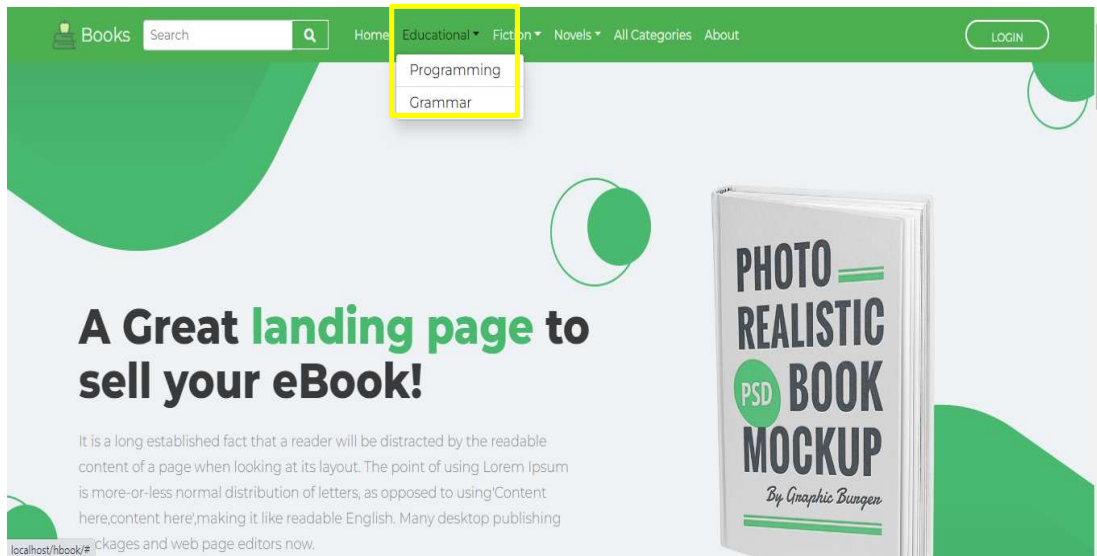 Books Search Home Educational Fiction Novels All Categories About LOGIN
Programming
Grammar
A Great landing page to
sell your eBook!
It is a long established fact that a reader will be distracted by the readable
content of a page when looking at its layout. The point of using Lorem Ipsum
is more-or-less normal distribution of letters, as opposed to using'Content
here,content here',making it like readable English. Many desktop publishing
ckages and web page editors now.
PHOTO
REALISTIC
PSD BOOK
MOCKUP
By Graphic Burger
localhost/hbook/#